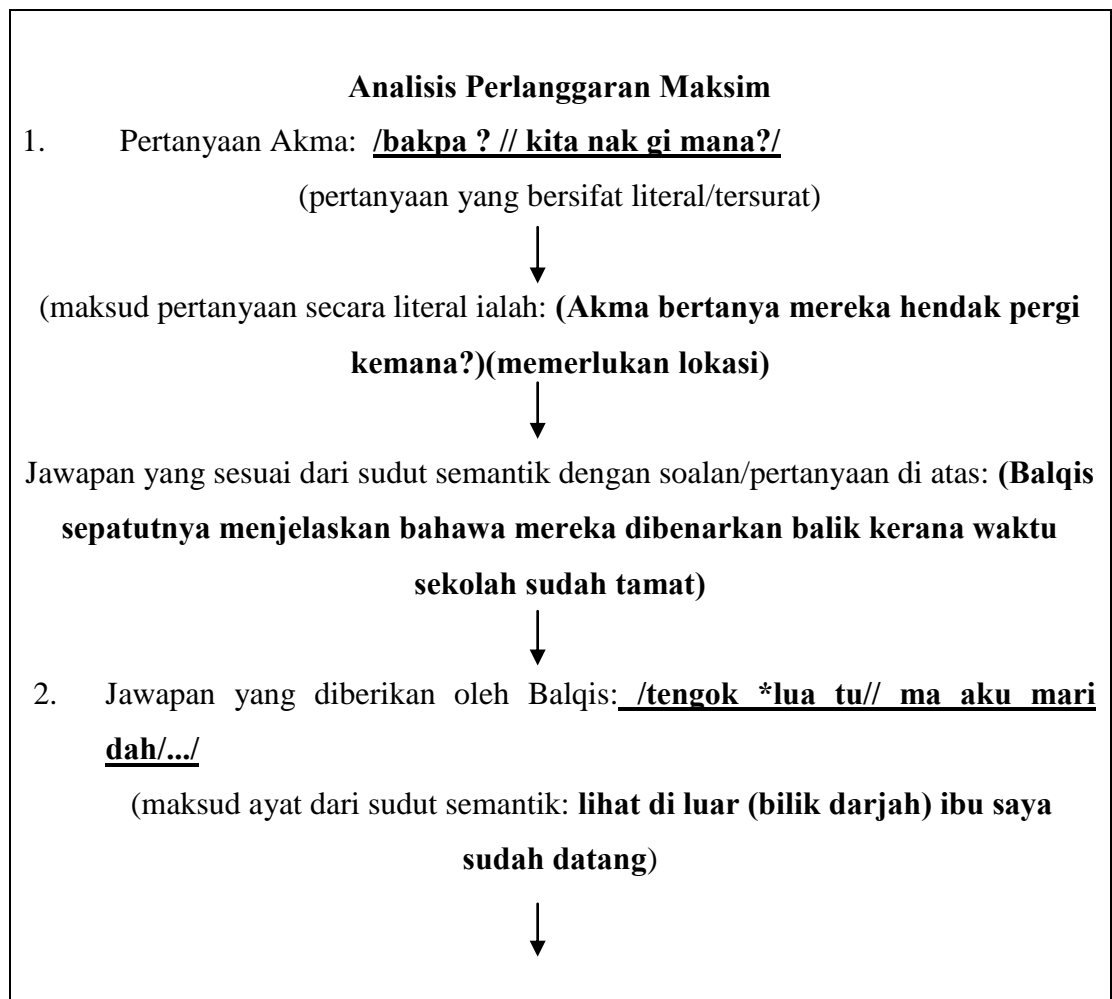 Analisis Perlanggaran Maksim
1. Pertanyaan Akma: /bakpa ? // kita nak gi mana?/
(pertanyaan yang bersifat literal/tersurat)
(maksud pertanyaan secara literal ialah: (Akma bertanya mereka hendak pergi
kemana?)(memerlukan lokasi)
Jawapan yang sesuai dari sudut semantik dengan soalan/pertanyaan di atas: (Balqis
sepatutnya menjelaskan bahawa mereka dibenarkan balik kerana waktu
sekolah sudah tamat)
2. Jawapan yang diberikan oleh Balqis: /tengok *lua tu// ma aku mari
dah/.../
(maksud ayat dari sudut semantik: lihat di luar (bilik darjah) ibu saya
sudah datang)